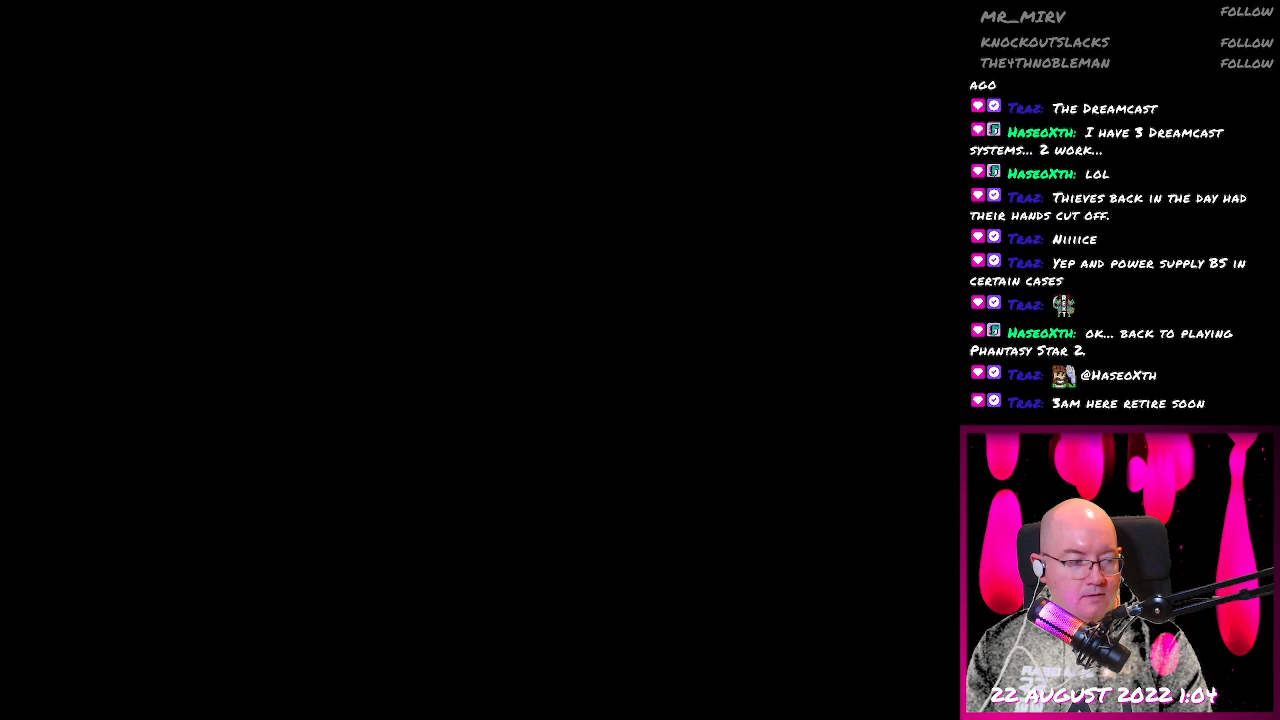 MR_MIRV FOLLOW
KNOCKOUTSLACKS FOLLOW
THE4THNOBLEMAN FOLLOW
AGO
TRAZ: THE DREAMCAST
HASEOXTH: I HAVE 3 DREAMCAST
SYSTEMS... 2 WORK...
HASEOXTH: LOL
TRAZ: THIEVES BACK IN THE DAY HAD
THEIR HANDS CUT OFF.
TRAZ: NIIIICE
TRAZ: YEP AND POWER SUPPLY BS IN
CERTAIN CASES
TRAZ:
HASEOXTH: OK... BACK TO PLAYING
PHANTASY STAR 2.
TRAZ: @HASEOXTH
TRAZ: 3AM HERE RETIRE SOON
22 AUGUST 2022 1:04